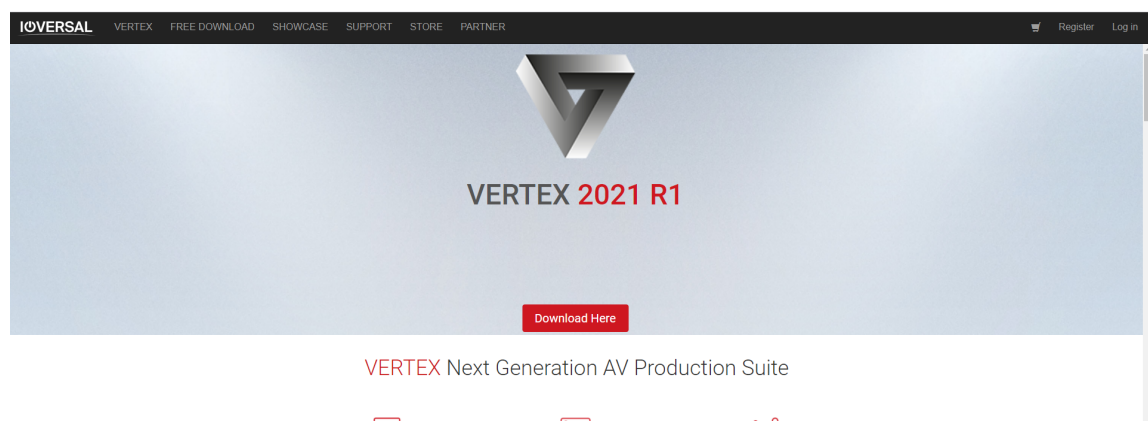 IOVERSAL VERTEX FREE DOWNLOAD SHOWCASE SUPPORT STORE PARTNER Register Log in
VERTEX 2021 R1
Download Here
VERTEX Next Generation AV Production Suite